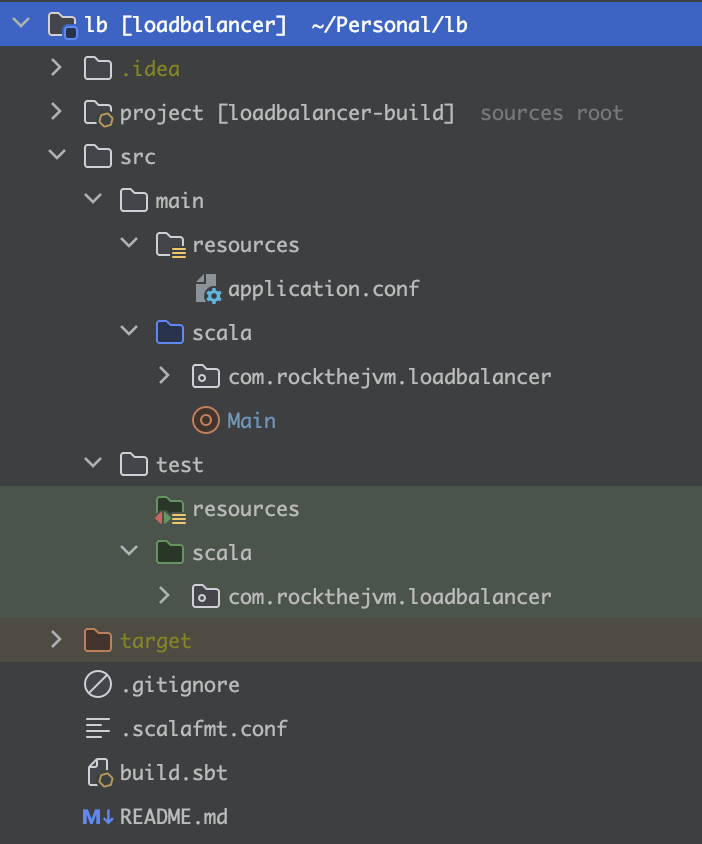 lb [loadbalancer] ~/Personal/lb
.idea
project [loadbalancer-build] sources root
src
main
resources
application.conf
scala
com.rockthejvm.loadbalancer
Main
test
resources
scala
com.rockthejvm.loadbalancer
target
.gitignore
.scalafmt.conf
build.sbt
M↓ README.md